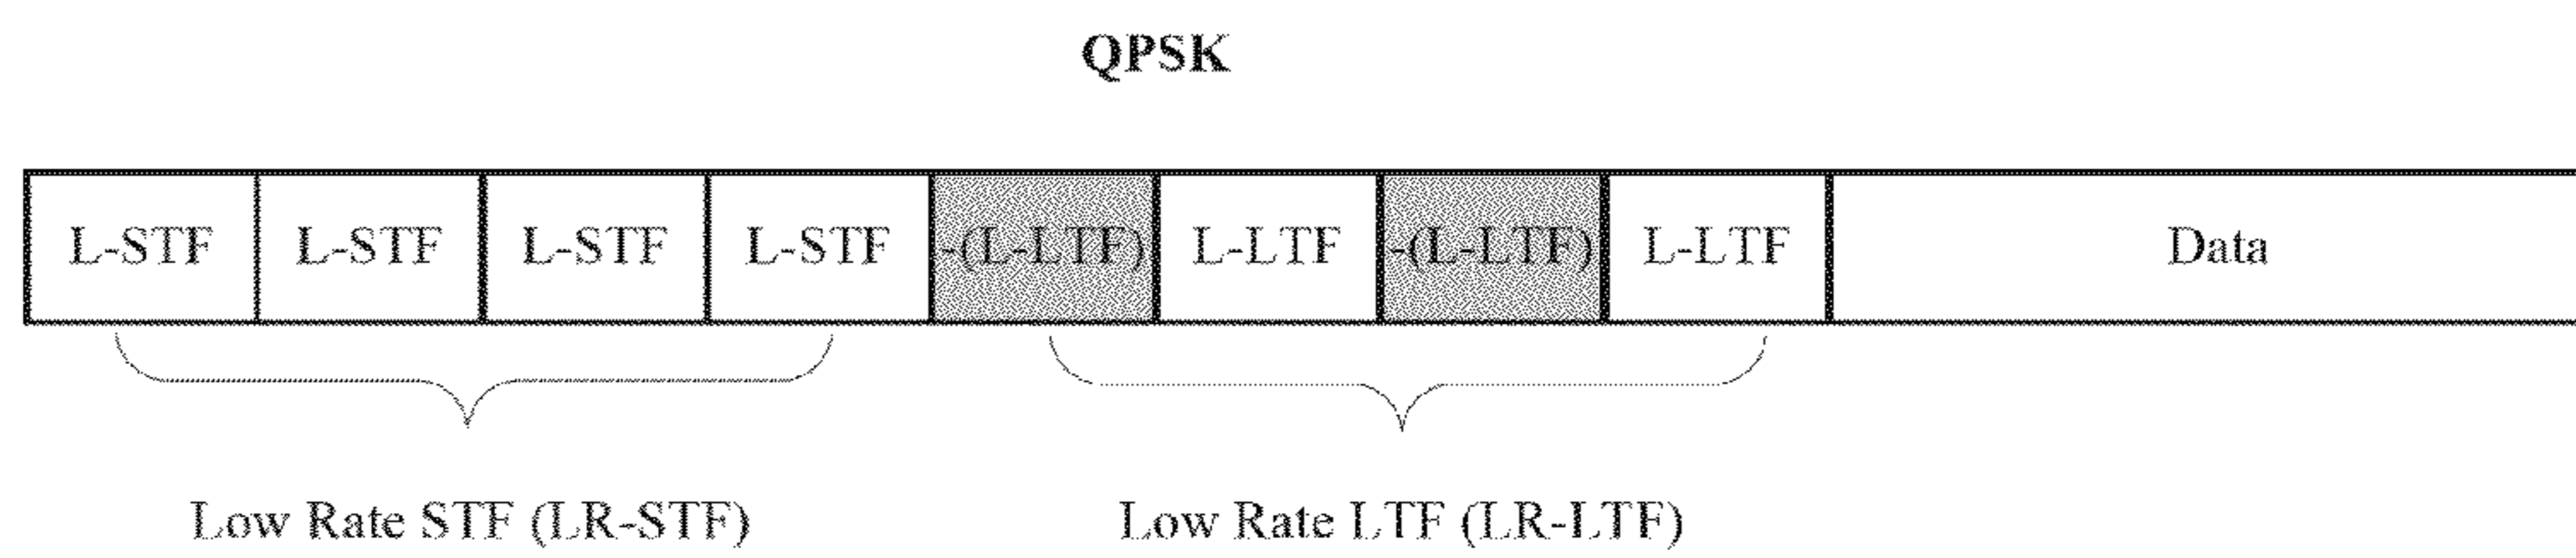 QPSK
L-STF L-STF L-STF L-STF -(L-LTF) L-LTF -(L-LTF) L-LTF Data
Low Rate STF (LR-STF) Low Rate LTF (LR-LTF)